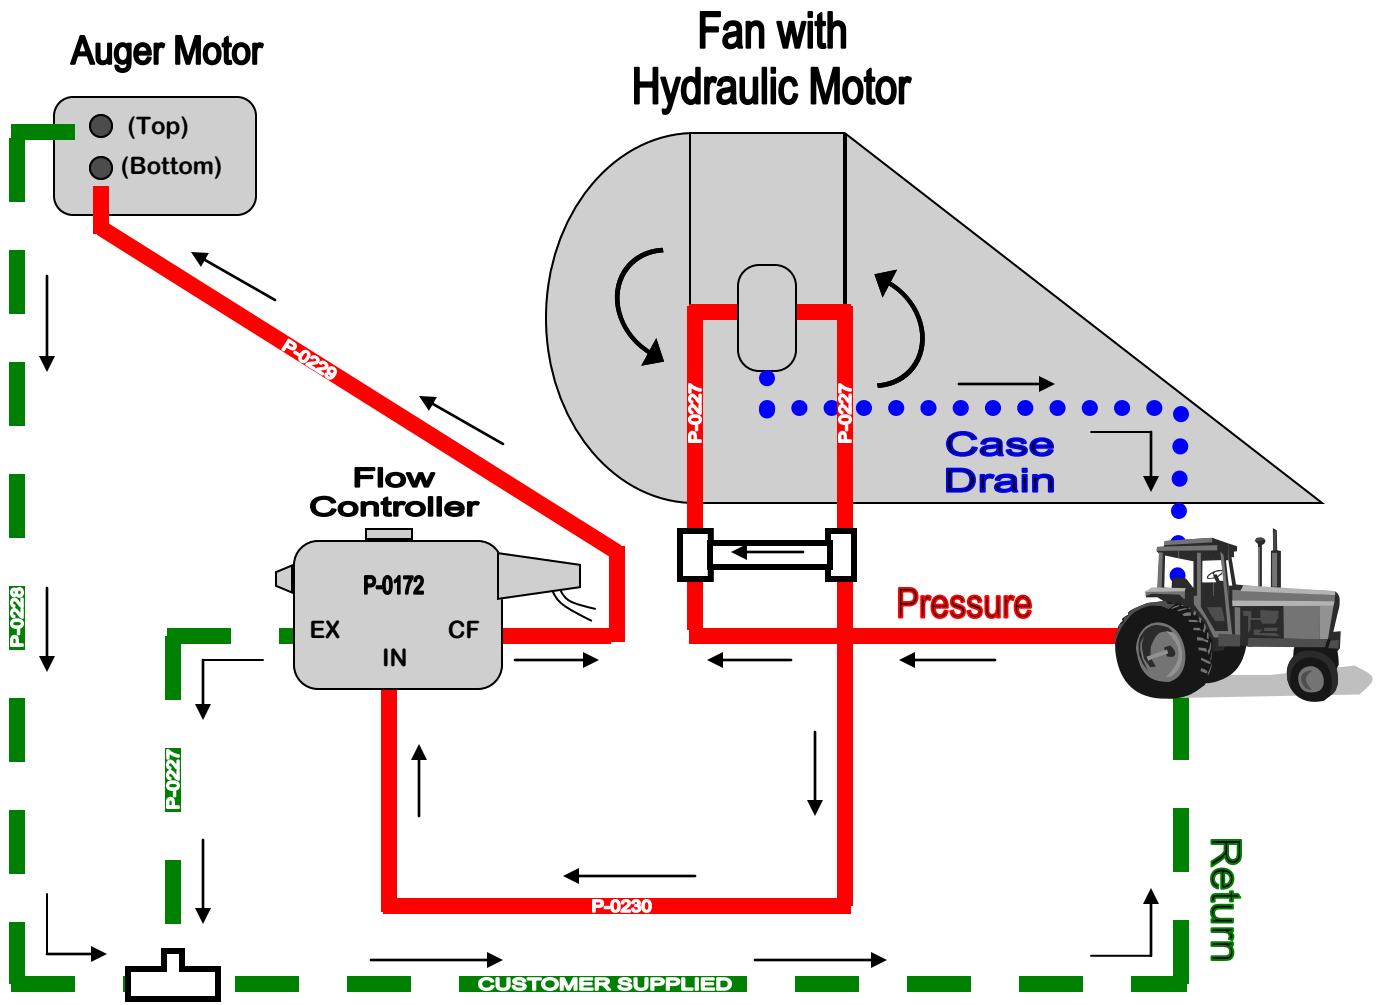 Fan with
Hydraulic Motor
Auger Motor
(Top)
(Bottom)
P-0229
P-0227
P-0227
Case
Drain
Flow
Controller
P-0172
EX
CF
IN
Pressure
P-0228
P-0227
P-0230
Return
CUSTOMER SUPPLIED